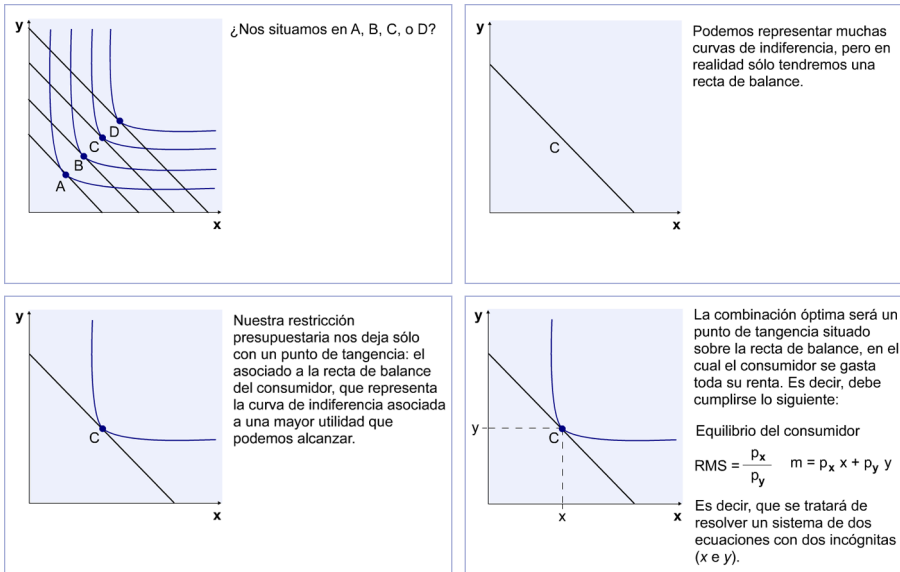 y
¿Nos situamos en A, B, C, o D?
D
C
B
A
x
y
Podemos representar muchas
curvas de indiferencia, pero en
realidad sólo tendremos una
recta de balance.
C
x
y
Nuestra restricción
presupuestaria nos deja sólo
con un punto de tangencia: el
asociado a la recta de balance
del consumidor, que representa
la curva de indiferencia asociada
a una mayor utilidad que
podemos alcanzar.
C
x
y
La combinación óptima será un
punto de tangencia situado
sobre la recta de balance, en el
cual el consumidor se gasta
toda su renta. Es decir, debe
cumplirse lo siguiente:
y
C
x
x
Equilibrio del consumidor
RMS = px / py m = px x + py y
Es decir, que se tratará de
resolver un sistema de dos
ecuaciones con dos incógnitas
(x e y).